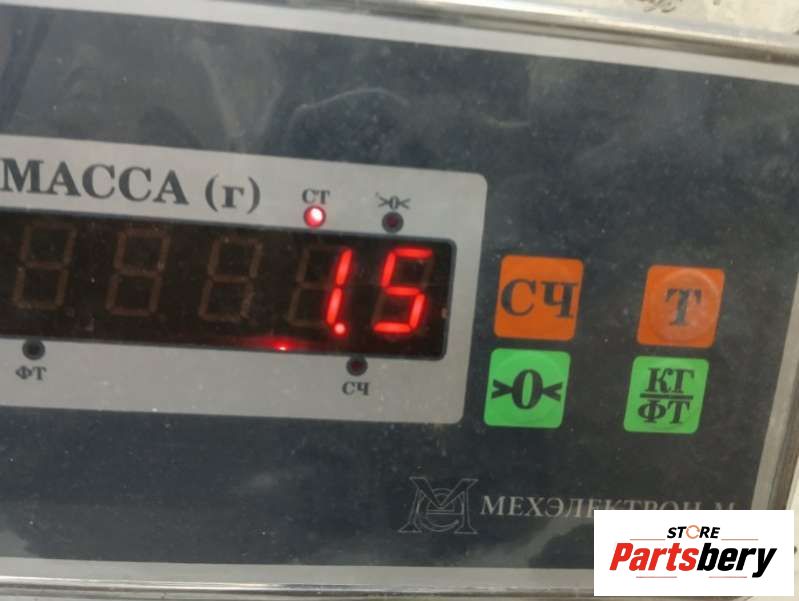 МАССА (г)
СТ
>0<
1.5
ФТ
СЧ
СЧ
Т
>0<
КГ
ФТ
МЕХЭЛЕКТРОН-М
STORE
Partsbery